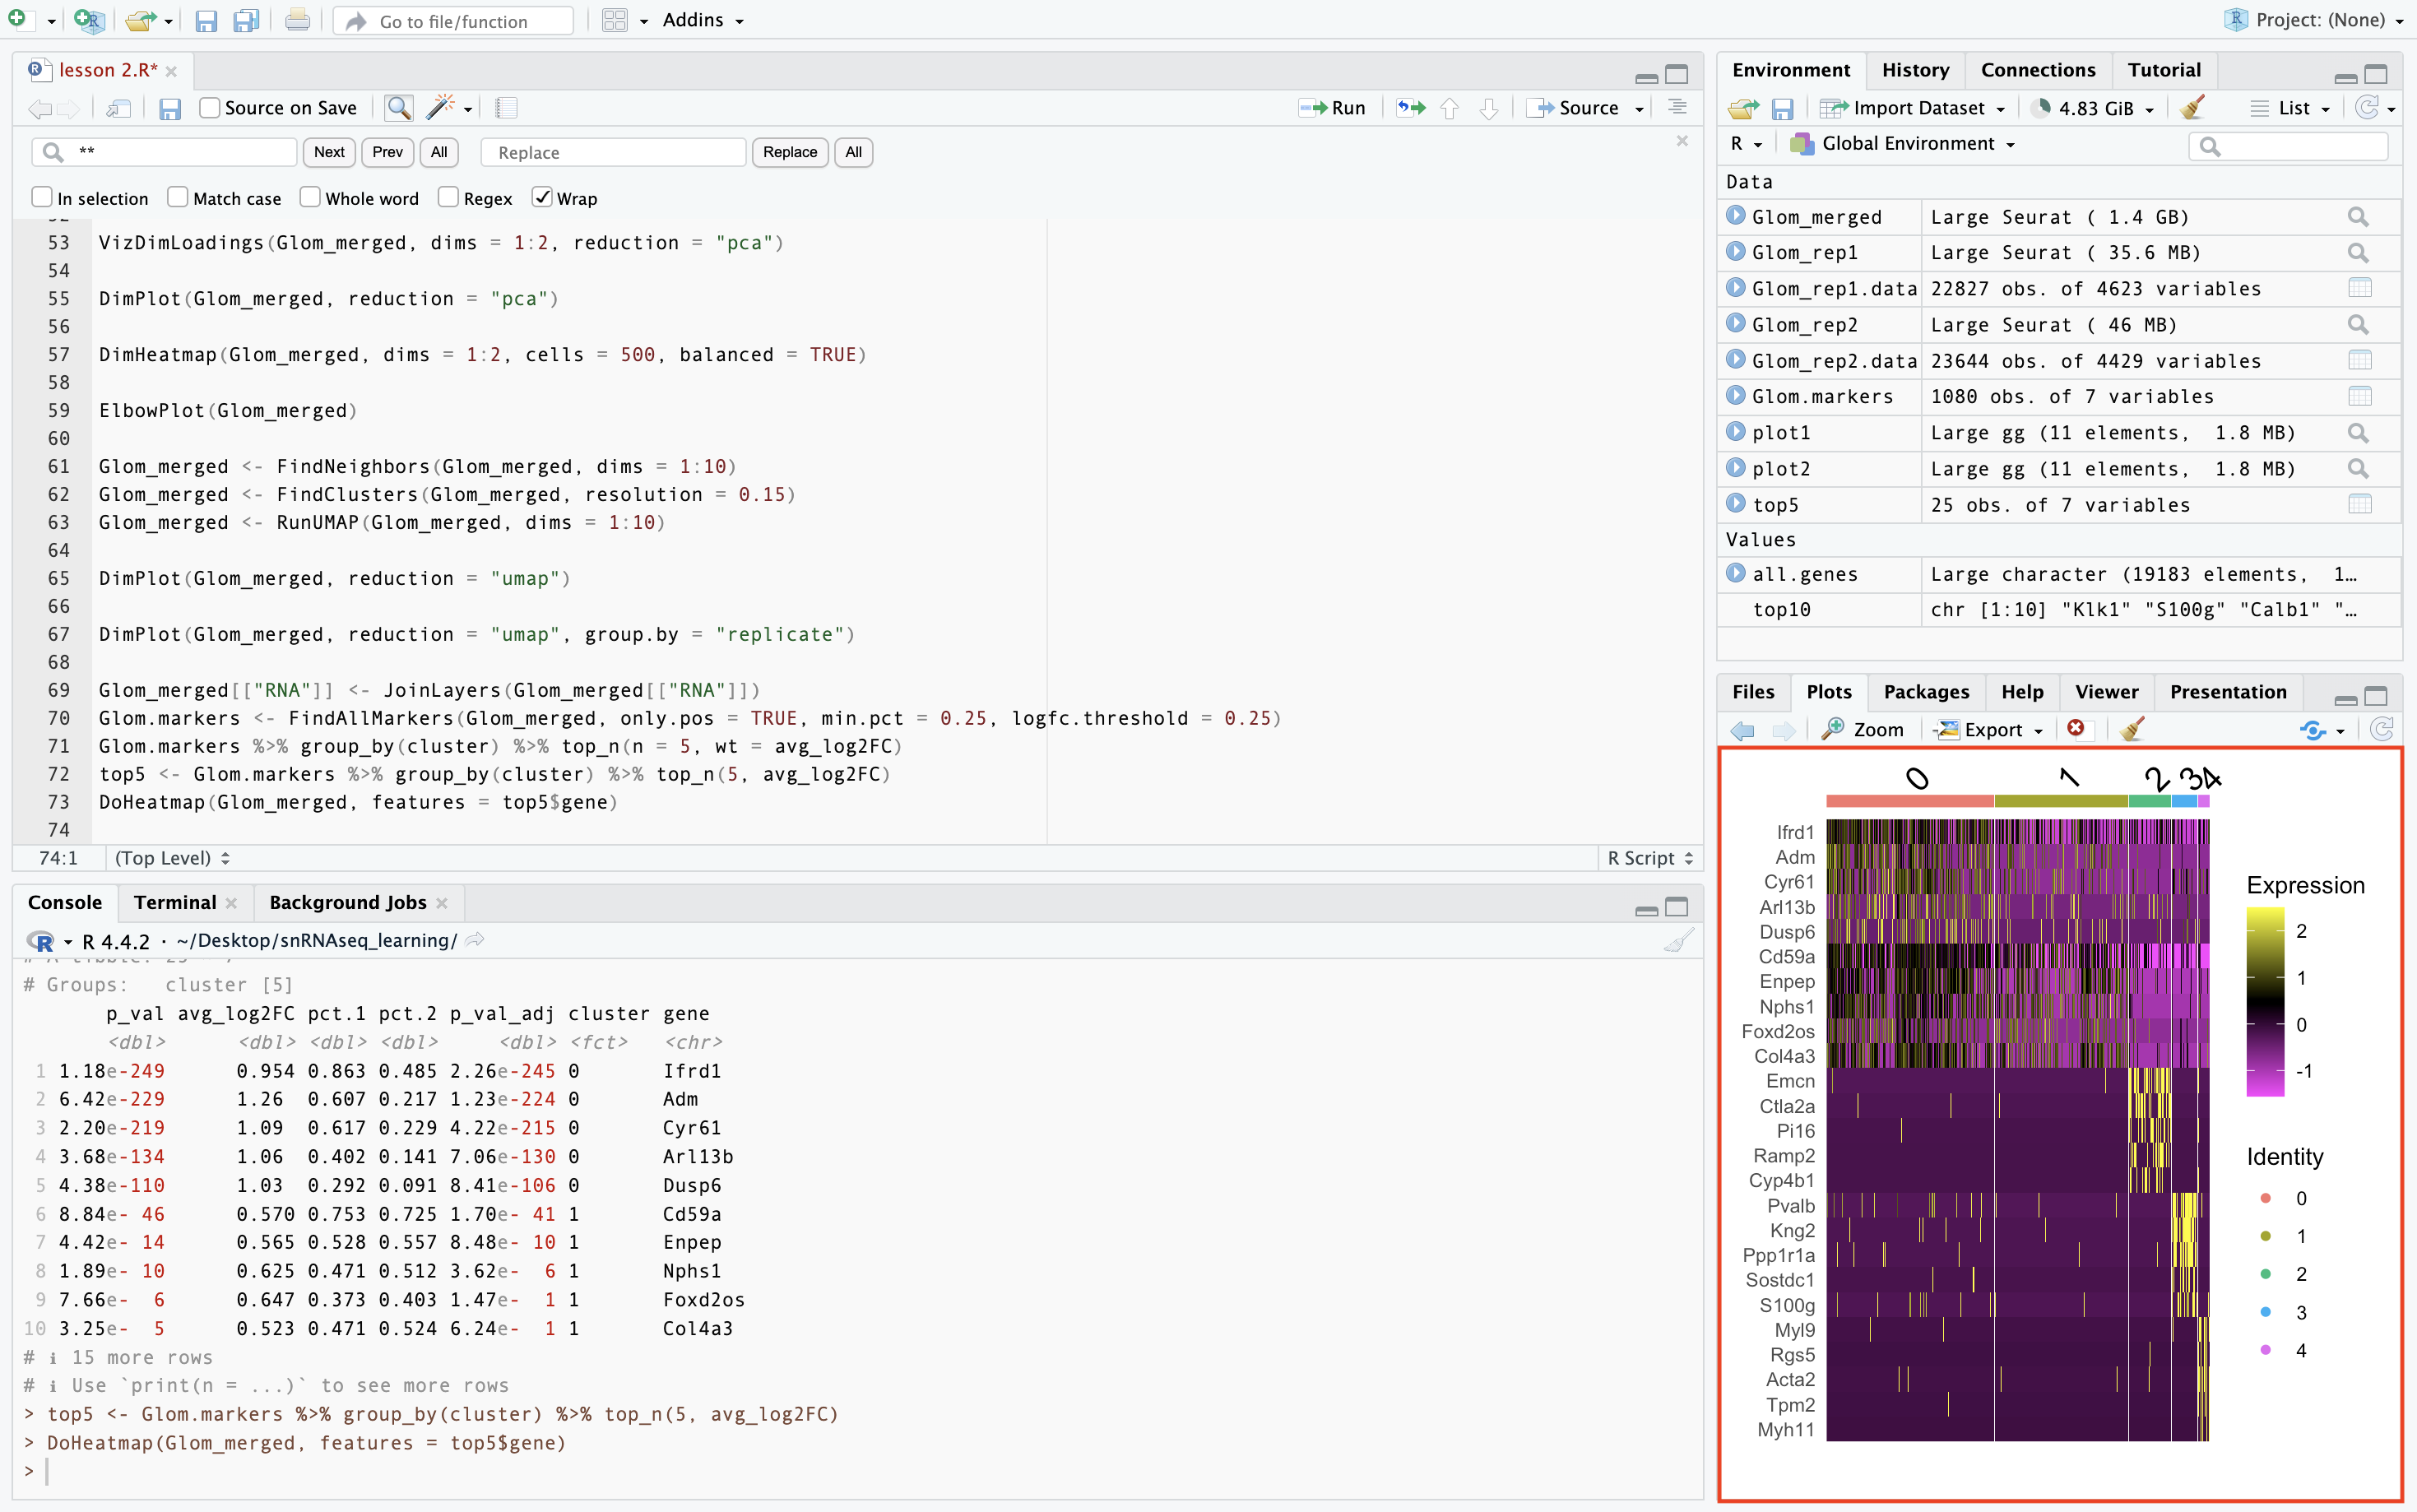 Go to file/function
Addins
Project: (None)
lesson 2.R*
Source on Save
Run
Source
**
Next
Prev
All
Replace
Replace
All
In selection
Match case
Whole word
Regex
Wrap
53 VizDimLoadings(Glom_merged, dims = 1:2, reduction = "pca")
54
55 DimPlot(Glom_merged, reduction = "pca")
56
57 DimHeatmap(Glom_merged, dims = 1:2, cells = 500, balanced = TRUE)
58
59 ElbowPlot(Glom_merged)
60
61 Glom_merged <- FindNeighbors(Glom_merged, dims = 1:10)
62 Glom_merged <- FindClusters(Glom_merged, resolution = 0.15)
63 Glom_merged <- RunUMAP(Glom_merged, dims = 1:10)
64
65 DimPlot(Glom_merged, reduction = "umap")
66
67 DimPlot(Glom_merged, reduction = "umap", group.by = "replicate")
68
69 Glom_merged[["RNA"]] <- JoinLayers(Glom_merged[["RNA"]])
70 Glom.markers <- FindAllMarkers(Glom_merged, only.pos = TRUE, min.pct = 0.25, logfc.threshold = 0.25)
71 Glom.markers %>% group_by(cluster) %>% top_n(n = 5, wt = avg_log2FC)
72 top5 <- Glom.markers %>% group_by(cluster) %>% top_n(5, avg_log2FC)
73 DoHeatmap(Glom_merged, features = top5$gene)
74
74:1 (Top Level)
R Script
Console
Terminal
Background Jobs
R 4.4.2 · ~/Desktop/snRNAseq_learning/
# Groups: cluster [5]
p_val avg_log2FC pct.1 pct.2 p_val_adj cluster gene
<dbl> <dbl> <dbl> <dbl> <dbl> <fct> <chr>
1 1.18e-249 0.954 0.863 0.485 2.26e-245 0 Ifrd1
2 6.42e-229 1.26 0.607 0.217 1.23e-224 0 Adm
3 2.20e-219 1.09 0.617 0.229 4.22e-215 0 Cyr61
4 3.68e-134 1.06 0.402 0.141 7.06e-130 0 Arl13b
5 4.38e-110 1.03 0.292 0.091 8.41e-106 0 Dusp6
6 8.84e- 46 0.570 0.753 0.725 1.70e- 41 1 Cd59a
7 4.42e- 14 0.565 0.528 0.557 8.48e- 10 1 Enpep
8 1.89e- 10 0.625 0.471 0.512 3.62e- 6 1 Nphs1
9 7.66e- 6 0.647 0.373 0.403 1.47e- 1 1 Foxd2os
10 3.25e- 5 0.523 0.471 0.524 6.24e- 1 1 Col4a3
# ℹ 15 more rows
# ℹ Use `print(n = ...)` to see more rows
> top5 <- Glom.markers %>% group_by(cluster) %>% top_n(5, avg_log2FC)
> DoHeatmap(Glom_merged, features = top5$gene)
>
Environment
History
Connections
Tutorial
Import Dataset
4.83 GiB
List
R
Global Environment
Data
Glom_merged Large Seurat ( 1.4 GB)
Glom_rep1 Large Seurat ( 35.6 MB)
Glom_rep1.data 22827 obs. of 4623 variables
Glom_rep2 Large Seurat ( 46 MB)
Glom_rep2.data 23644 obs. of 4429 variables
Glom.markers 1080 obs. of 7 variables
plot1 Large gg (11 elements, 1.8 MB)
plot2 Large gg (11 elements, 1.8 MB)
top5 25 obs. of 7 variables
Values
all.genes Large character (19183 elements, 1…
top10 chr [1:10] "Klk1" "S100g" "Calb1" "…
Files
Plots
Packages
Help
Viewer
Presentation
Zoom
Export
0 1 2 3 4
Ifrd1
Adm
Cyr61
Arl13b
Dusp6
Cd59a
Enpep
Nphs1
Foxd2os
Col4a3
Emcn
Ctla2a
Pi16
Ramp2
Cyp4b1
Pvalb
Kng2
Ppp1r1a
Sostdc1
S100g
Myl9
Rgs5
Acta2
Tpm2
Myh11
Expression
2
1
0
-1
Identity
0
1
2
3
4